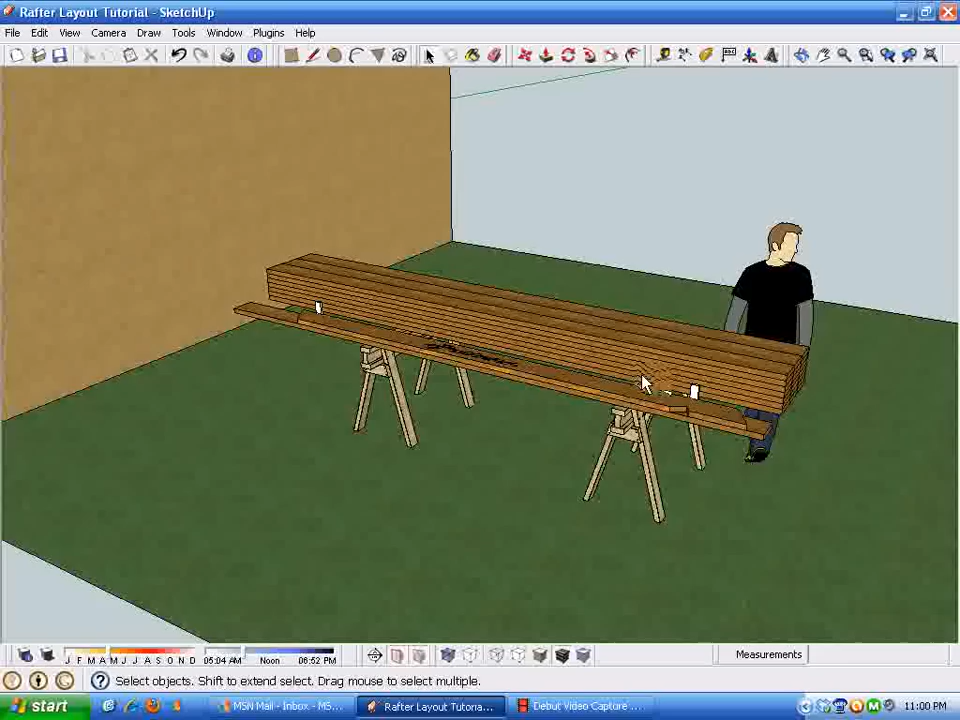 Rafter Layout Tutorial - SketchUp
File Edit View Camera Draw Tools Window Plugins Help
J F M A M J J A S O N D 05:04 AM Noon 06:52 PM Measurements
Select objects. Shift to extend select. Drag mouse to select multiple.
start MSN Mail - Inbox - MS... Rafter Layout Tutoria... Debut Video Capture ... 11:00 PM